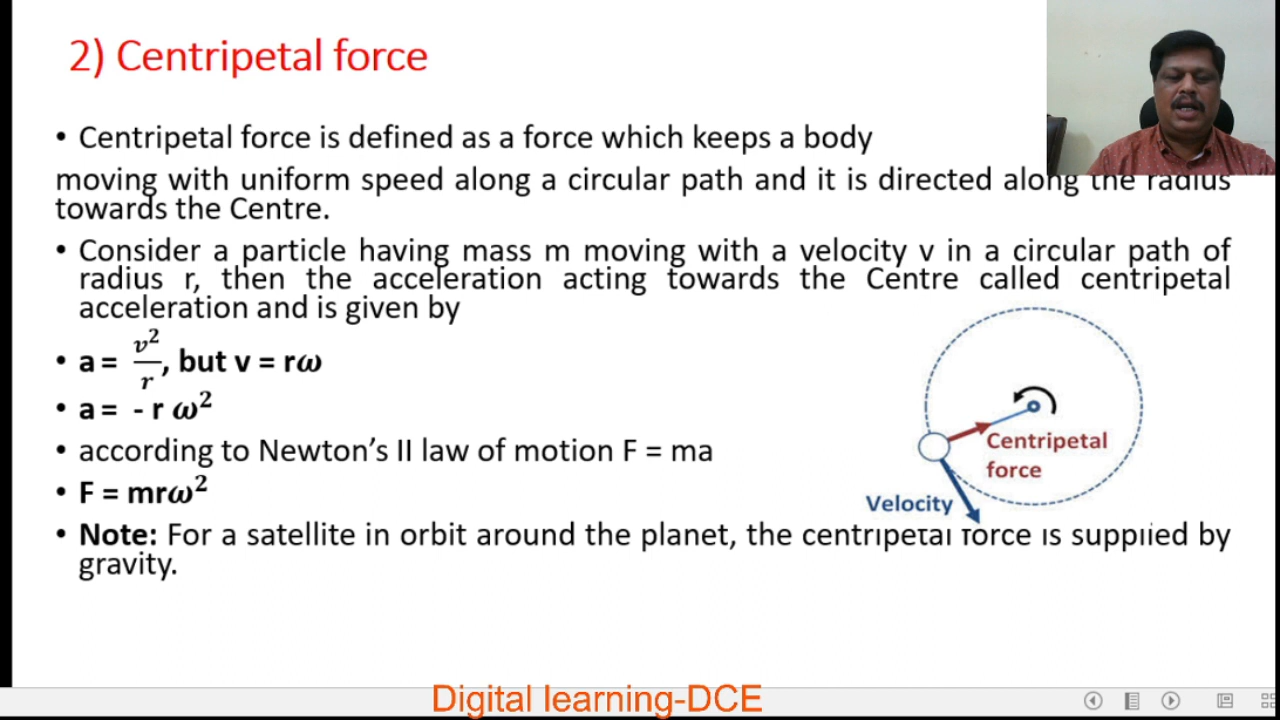 2) Centripetal force
• Centripetal force is defined as a force which keeps a body
moving with uniform speed along a circular path and it is directed along the radius
towards the Centre.
• Consider a particle having mass m moving with a velocity v in a circular path of
radius r, then the acceleration acting towards the Centre called centripetal
acceleration and is given by
• a = v²/r, but v = rω
• a = - r ω²
• according to Newton's II law of motion F = ma
• F = mrω²
Centripetal
force
Velocity
• Note: For a satellite in orbit around the planet, the centripetal force is supplied by
gravity.
Digital learning-DCE